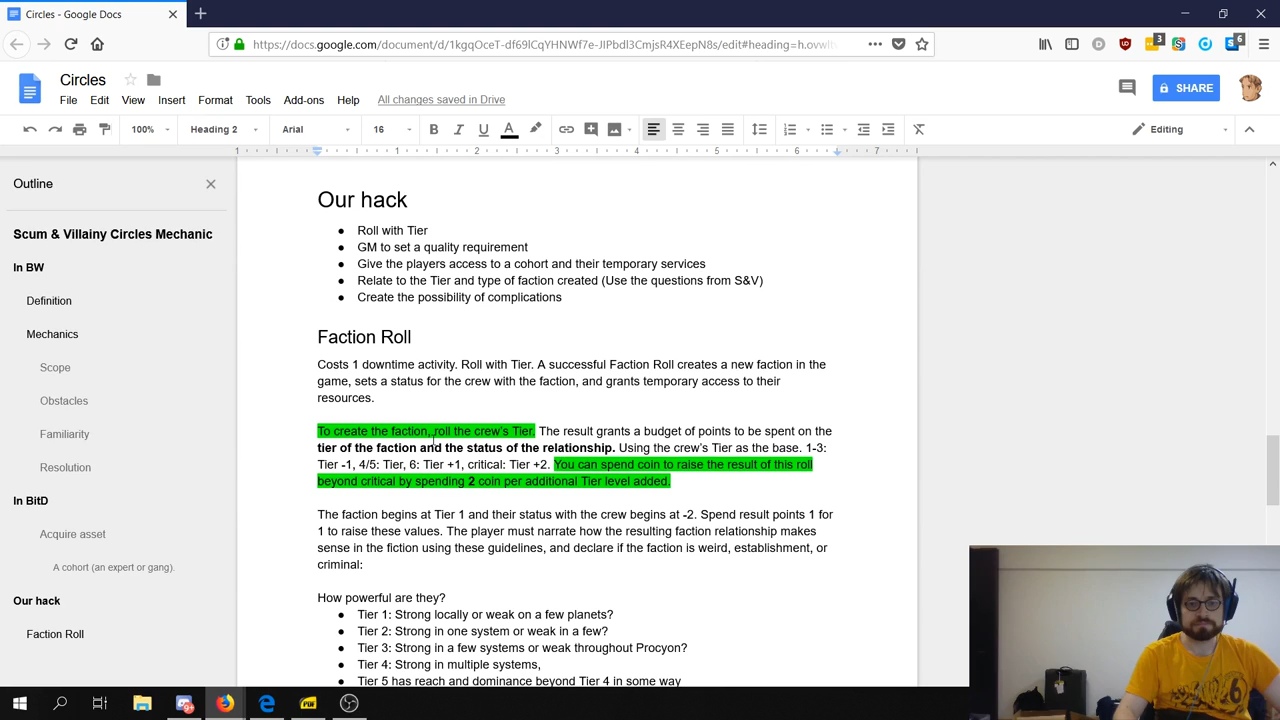 Circles - Google Docs
https://docs.google.com/document/d/1kgqOceT-df69lCqYHNWf7e-JIPbdl3CmjsR4XEepN8s/edit#heading=h.ovwlb
3
6
Circles
File Edit View Insert Format Tools Add-ons Help All changes saved in Drive
SHARE
100% Heading 2 Arial 16 B I U A Editing
1 1 2 3 4 5 6 7
Outline
Scum & Villainy Circles Mechanic
In BW
Definition
Mechanics
Scope
Obstacles
Familiarity
Resolution
In BitD
Acquire asset
A cohort (an expert or gang).
Our hack
Faction Roll
Our hack
● Roll with Tier
● GM to set a quality requirement
● Give the players access to a cohort and their temporary services
● Relate to the Tier and type of faction created (Use the questions from S&V)
● Create the possibility of complications
Faction Roll
Costs 1 downtime activity. Roll with Tier. A successful Faction Roll creates a new faction in the
game, sets a status for the crew with the faction, and grants temporary access to their
resources.
To create the faction, roll the crew's Tier. The result grants a budget of points to be spent on the
tier of the faction and the status of the relationship. Using the crew's Tier as the base. 1-3:
Tier -1, 4/5: Tier, 6: Tier +1, critical: Tier +2. You can spend coin to raise the result of this roll
beyond critical by spending 2 coin per additional Tier level added.
The faction begins at Tier 1 and their status with the crew begins at -2. Spend result points 1 for
1 to raise these values. The player must narrate how the resulting faction relationship makes
sense in the fiction using these guidelines, and declare if the faction is weird, establishment, or
criminal:
How powerful are they?
● Tier 1: Strong locally or weak on a few planets?
● Tier 2: Strong in one system or weak in a few?
● Tier 3: Strong in a few systems or weak throughout Procyon?
● Tier 4: Strong in multiple systems,
● Tier 5 has reach and dominance beyond Tier 4 in some way
PDF